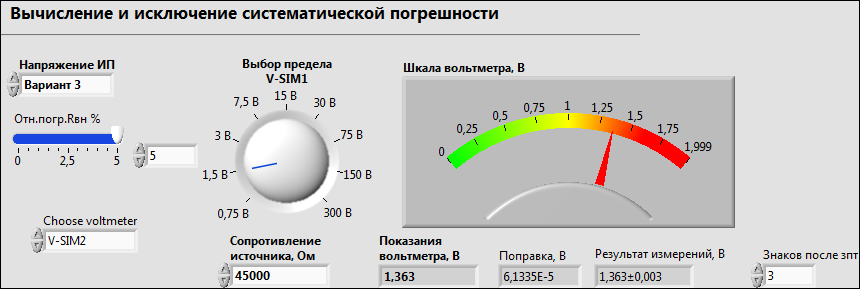 Вычисление и исключение систематической погрешности
Напряжение ИП
Вариант 3
Отн.погр.Rвн %
0 2,5 5
5
Choose voltmeter
V-SIM2
Выбор предела
V-SIM1
15 В
7,5 В 30 В
3 В 75 В
1,5 В 150 В
0,75 В 300 В
Шкала вольтметра, В
0 0,25 0,5 0,75 1 1,25 1,5 1,75 1,999
Сопротивление
источника, Ом
45000
Показания
вольтметра, В
1,363
Поправка, В
6,1335E-5
Результат измерений, В
1,363±0,003
Знаков после зпт
3